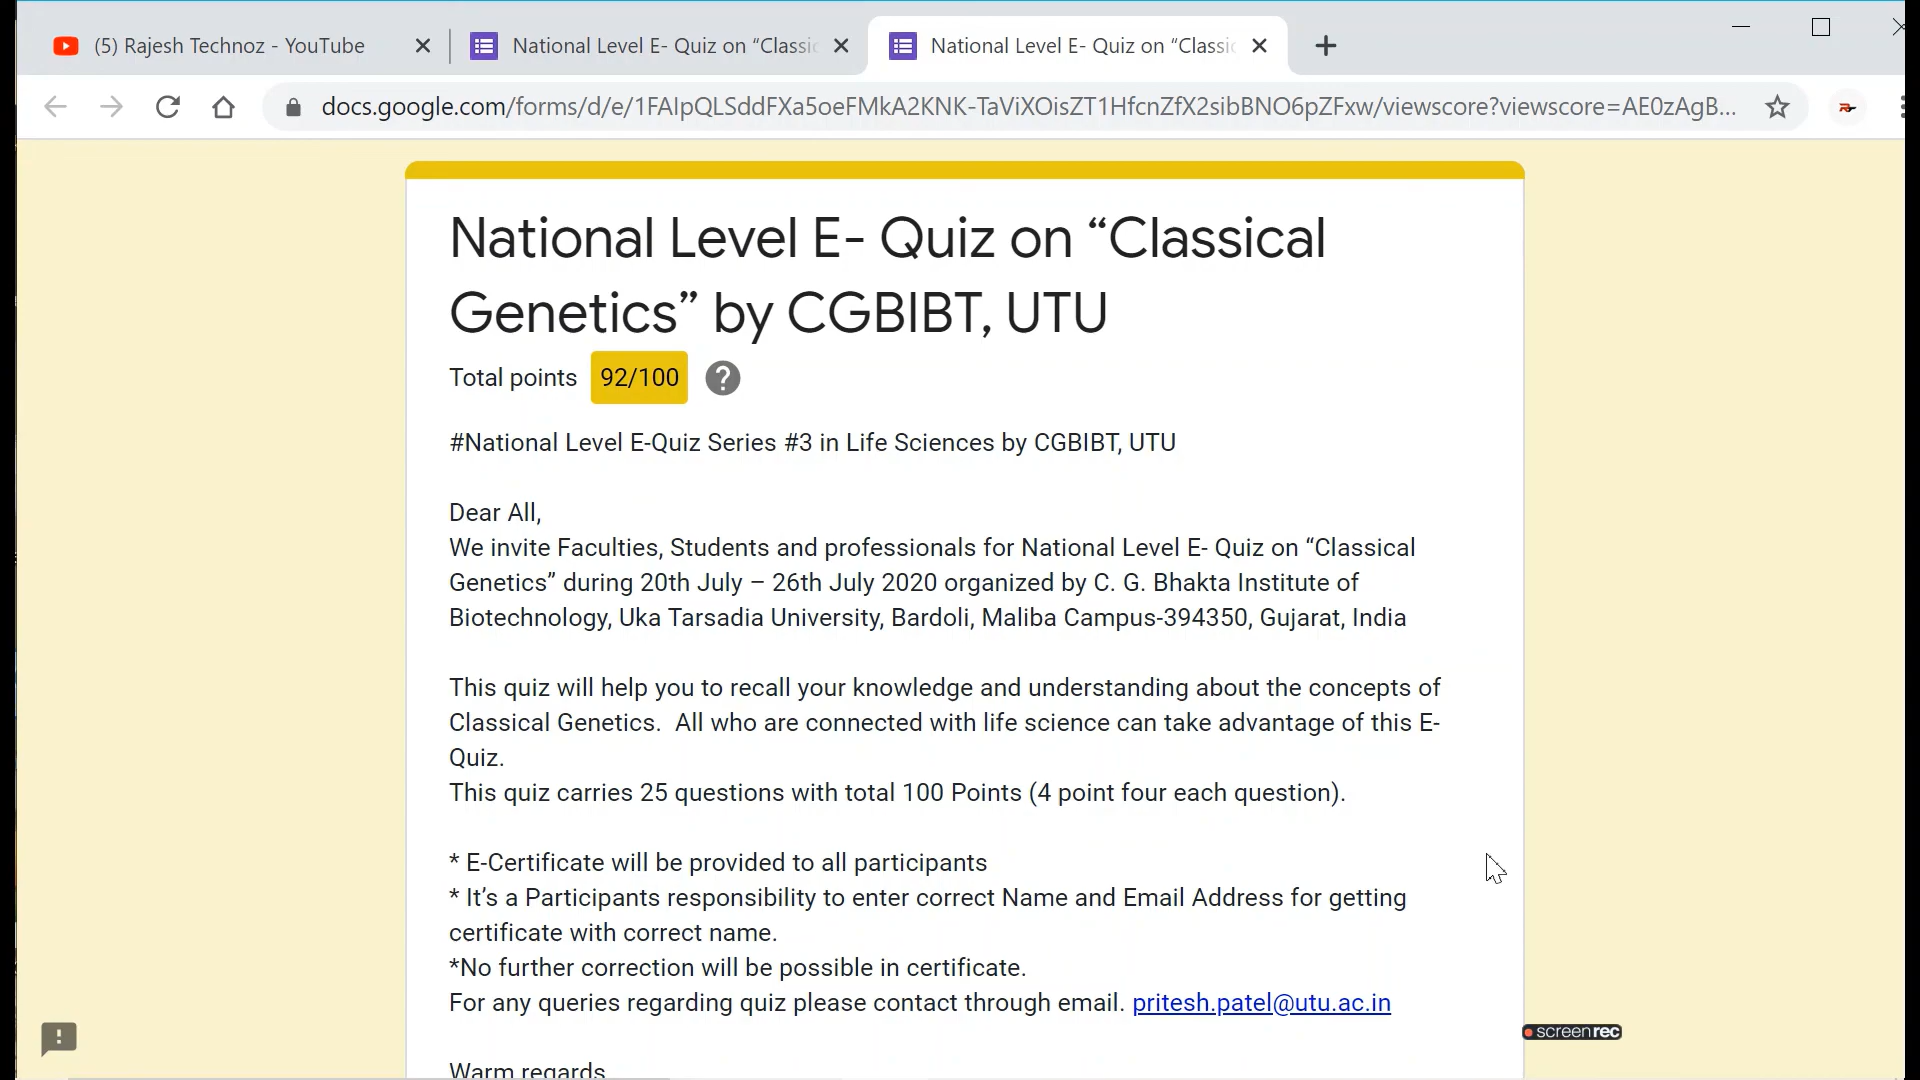 (5) Rajesh Technoz - YouTube
National Level E- Quiz on “Classic
National Level E- Quiz on “Classic
docs.google.com/forms/d/e/1FAIpQLSddFXa5oeFMkA2KNK-TaViXOisZT1HfcnZfX2sibBNO6pZFxw/viewscore?viewscore=AE0zAgB...
National Level E- Quiz on “Classical
Genetics” by CGBIBT, UTU
Total points 92/100 ?
#National Level E-Quiz Series #3 in Life Sciences by CGBIBT, UTU
Dear All,
We invite Faculties, Students and professionals for National Level E- Quiz on “Classical
Genetics” during 20th July – 26th July 2020 organized by C. G. Bhakta Institute of
Biotechnology, Uka Tarsadia University, Bardoli, Maliba Campus-394350, Gujarat, India
This quiz will help you to recall your knowledge and understanding about the concepts of
Classical Genetics.  All who are connected with life science can take advantage of this E-
Quiz.
This quiz carries 25 questions with total 100 Points (4 point four each question).
* E-Certificate will be provided to all participants
* It’s a Participants responsibility to enter correct Name and Email Address for getting
certificate with correct name.
*No further correction will be possible in certificate.
For any queries regarding quiz please contact through email. pritesh.patel@utu.ac.in
screenrec
Warm regards